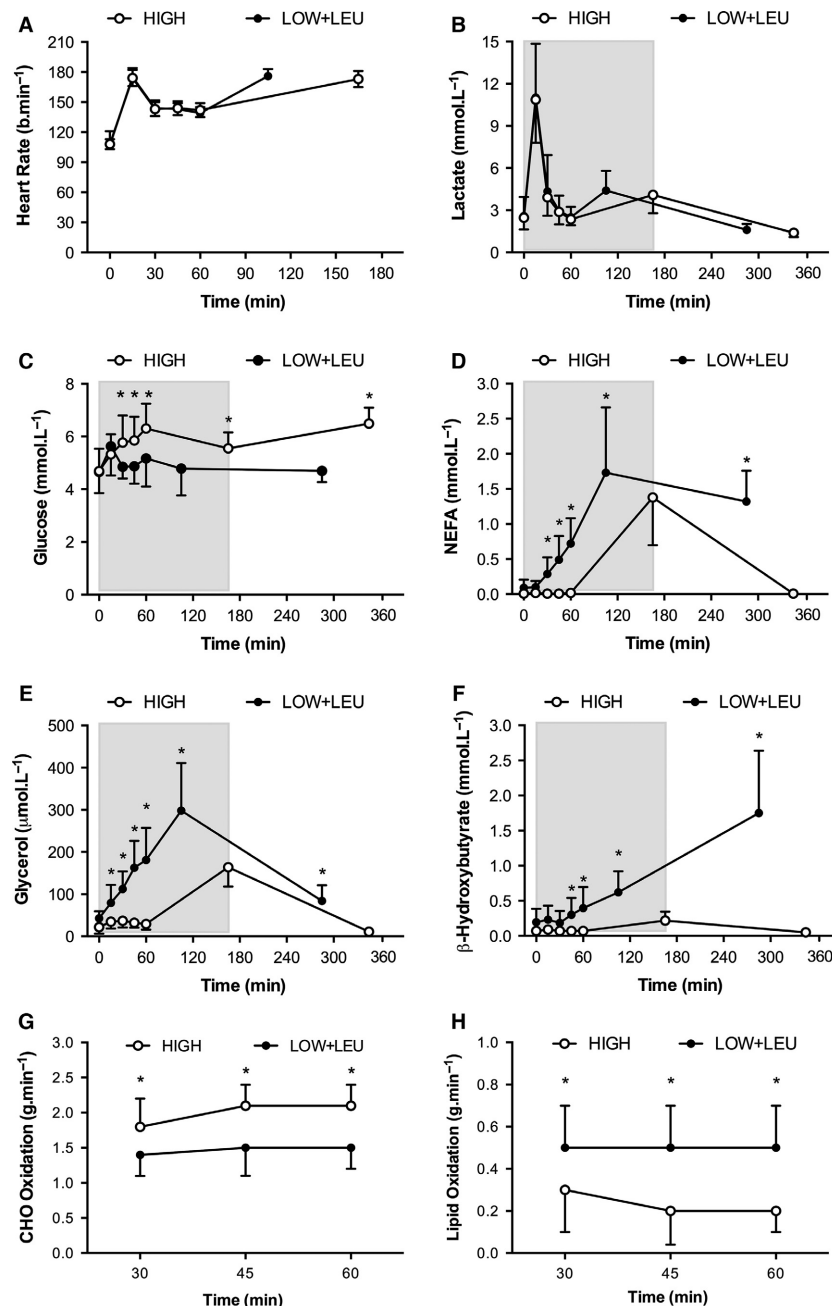 A HIGH LOW+LEU
Heart Rate (b.min−1)
210
180
150
120
90
60
30
0
0 30 60 90 120 150 180
Time (min)
B HIGH LOW+LEU
Lactate (mmol.L−1)
15
12
9
6
3
0
0 60 120 180 240 300 360
Time (min)
C HIGH LOW+LEU
Glucose (mmol.L−1)
8
6
4
2
0
* * * * *
0 60 120 180 240 300 360
Time (min)
D HIGH LOW+LEU
NEFA (mmol.L−1)
3.0
2.5
2.0
1.5
1.0
0.5
0.0
* * * * *
0 60 120 180 240 300 360
Time (min)
E HIGH LOW+LEU
Glycerol (μmol.L−1)
500
400
300
200
100
0
* * * * * *
0 60 120 180 240 300 360
Time (min)
F HIGH LOW+LEU
β-Hydroxybutyrate (mmol.L−1)
3.0
2.5
2.0
1.5
1.0
0.5
0.0
* * * *
0 60 120 180 240 300 360
Time (min)
G HIGH LOW+LEU
CHO Oxidation (g.min−1)
3.0
2.5
2.0
1.5
1.0
0.5
0.0
* * *
30 45 60
Time (min)
H HIGH LOW+LEU
Lipid Oxidation (g.min−1)
1.0
0.8
0.6
0.4
0.2
0.0
* * *
30 45 60
Time (min)